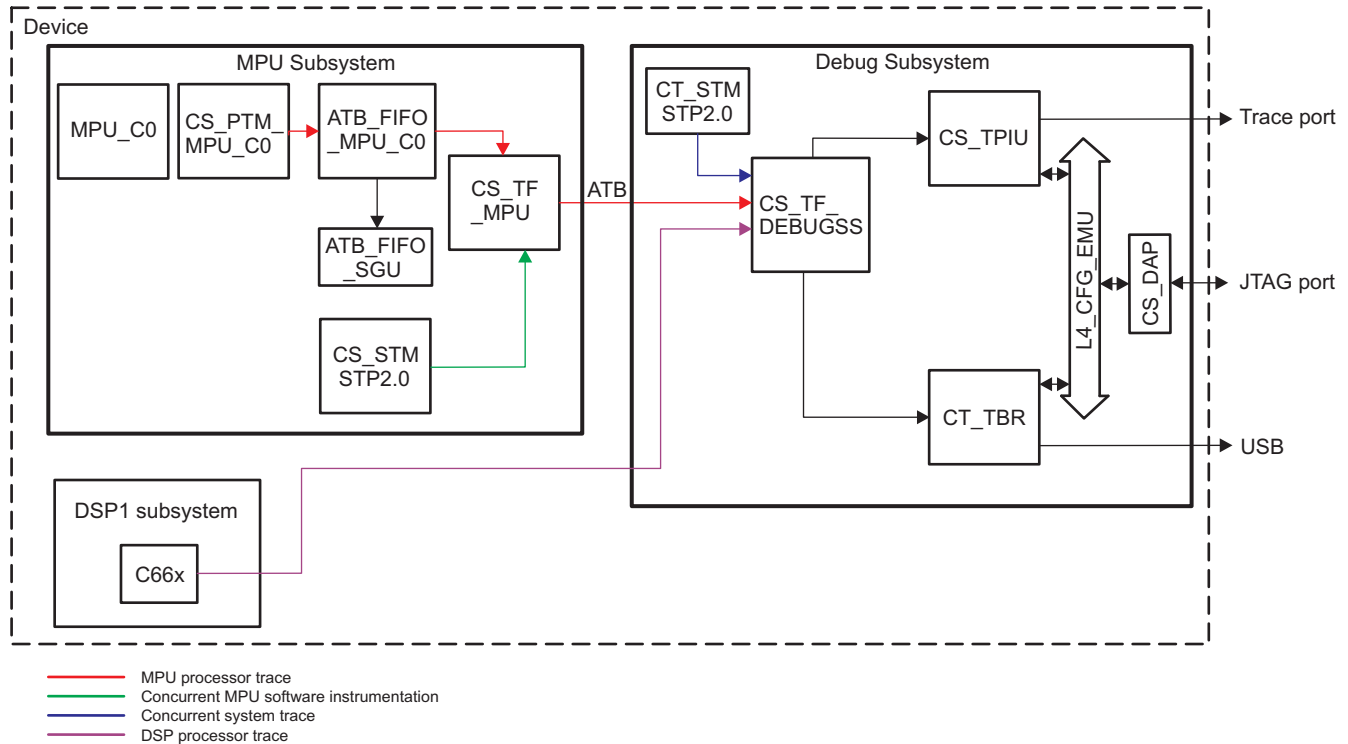 Device
MPU Subsystem
MPU_C0
CS_PTM_
MPU_C0
ATB_FIFO
_MPU_C0
CS_TF
_MPU
ATB_FIFO
_SGU
CS_STM
STP2.0
ATB
Debug Subsystem
CT_STM
STP2.0
CS_TF_
DEBUGSS
CS_TPIU
L4_CFG_EMU
CS_DAP
CT_TBR
Trace port
JTAG port
USB
DSP1 subsystem
C66x
MPU processor trace
Concurrent MPU software instrumentation
Concurrent system trace
DSP processor trace